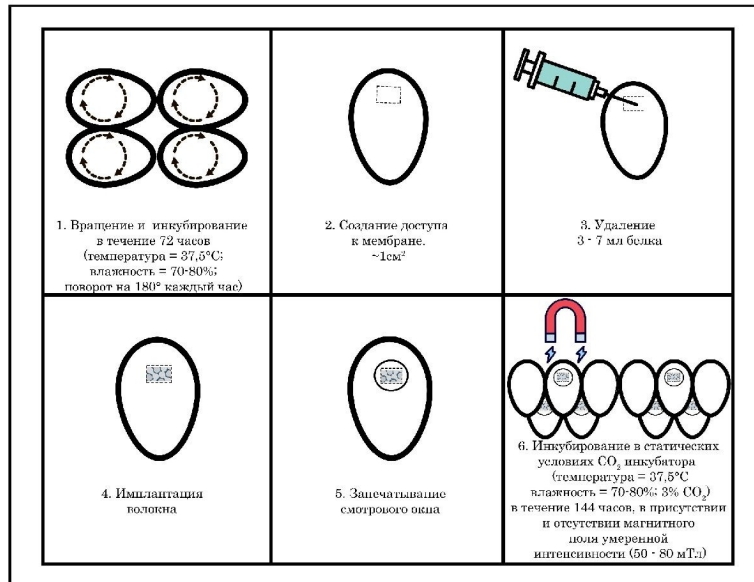 1. Вращение и инкубирование
в течение 72 часов
(температура = 37,5°С;
влажность = 70-80%;
поворот на 180° каждый час)
2. Создание доступа
к мембране.
~1см²
3. Удаление
3 - 7 мл белка
4. Имплантация
волокна
5. Запечатывание
смотрового окна
6. Инкубирование в статических
условиях СО₂ инкубатора
(температура = 37,5°С
влажность = 70-80%; 3% СО₂)
в течение 144 часов, в присутствии
и отсутствии магнитного
поля умеренной
интенсивности (50 - 80 мТл)